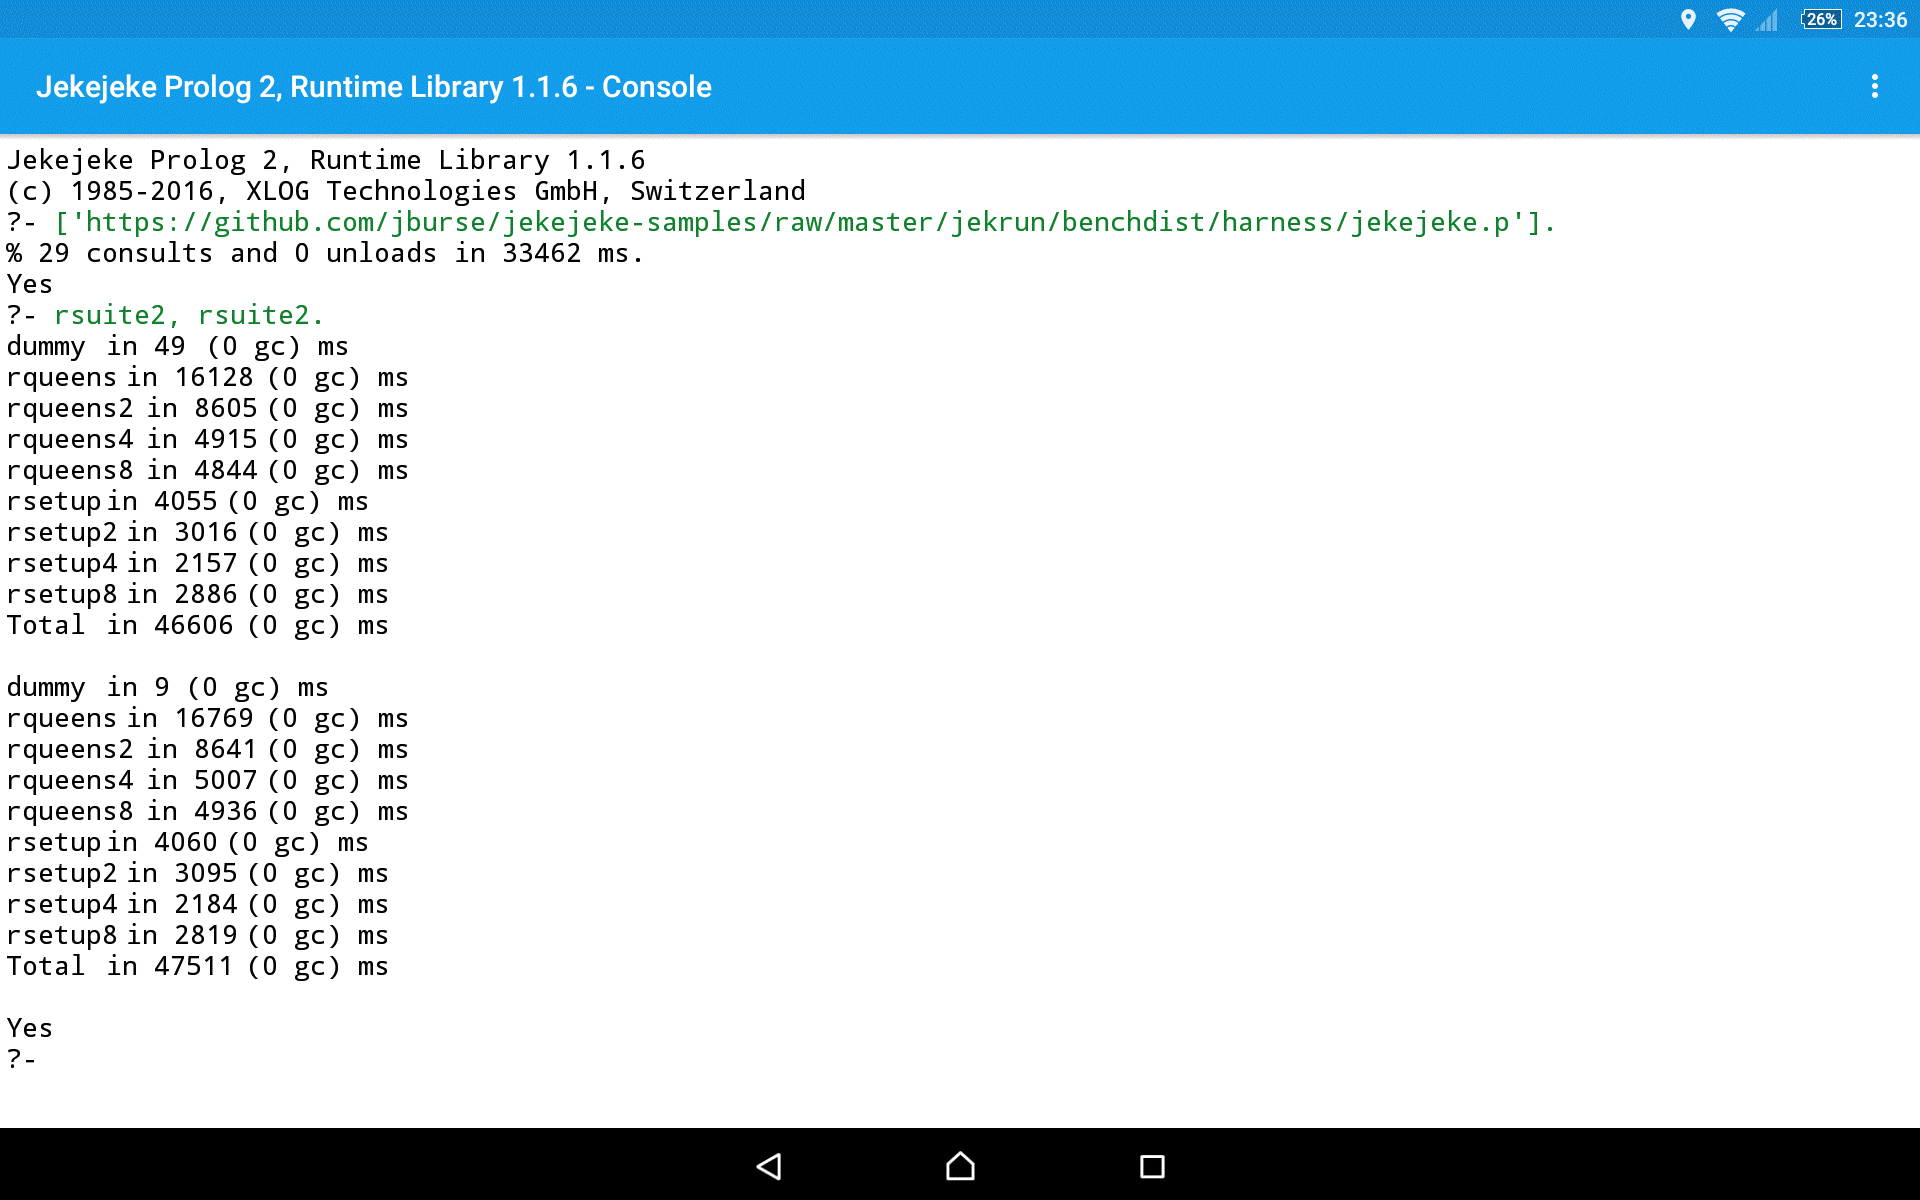 26% 23:36
Jekejeke Prolog 2, Runtime Library 1.1.6 - Console
Jekejeke Prolog 2, Runtime Library 1.1.6
(c) 1985-2016, XLOG Technologies GmbH, Switzerland
?- ['https://github.com/jburse/jekejeke-samples/raw/master/jekrun/benchdist/harness/jekejeke.p'].
% 29 consults and 0 unloads in 33462 ms.
Yes
?- rsuite2, rsuite2.
dummy in 49 (0 gc) ms
rqueens in 16128 (0 gc) ms
rqueens2 in 8605 (0 gc) ms
rqueens4 in 4915 (0 gc) ms
rqueens8 in 4844 (0 gc) ms
rsetup in 4055 (0 gc) ms
rsetup2 in 3016 (0 gc) ms
rsetup4 in 2157 (0 gc) ms
rsetup8 in 2886 (0 gc) ms
Total in 46606 (0 gc) ms
dummy in 9 (0 gc) ms
rqueens in 16769 (0 gc) ms
rqueens2 in 8641 (0 gc) ms
rqueens4 in 5007 (0 gc) ms
rqueens8 in 4936 (0 gc) ms
rsetup in 4060 (0 gc) ms
rsetup2 in 3095 (0 gc) ms
rsetup4 in 2184 (0 gc) ms
rsetup8 in 2819 (0 gc) ms
Total in 47511 (0 gc) ms
Yes
?-